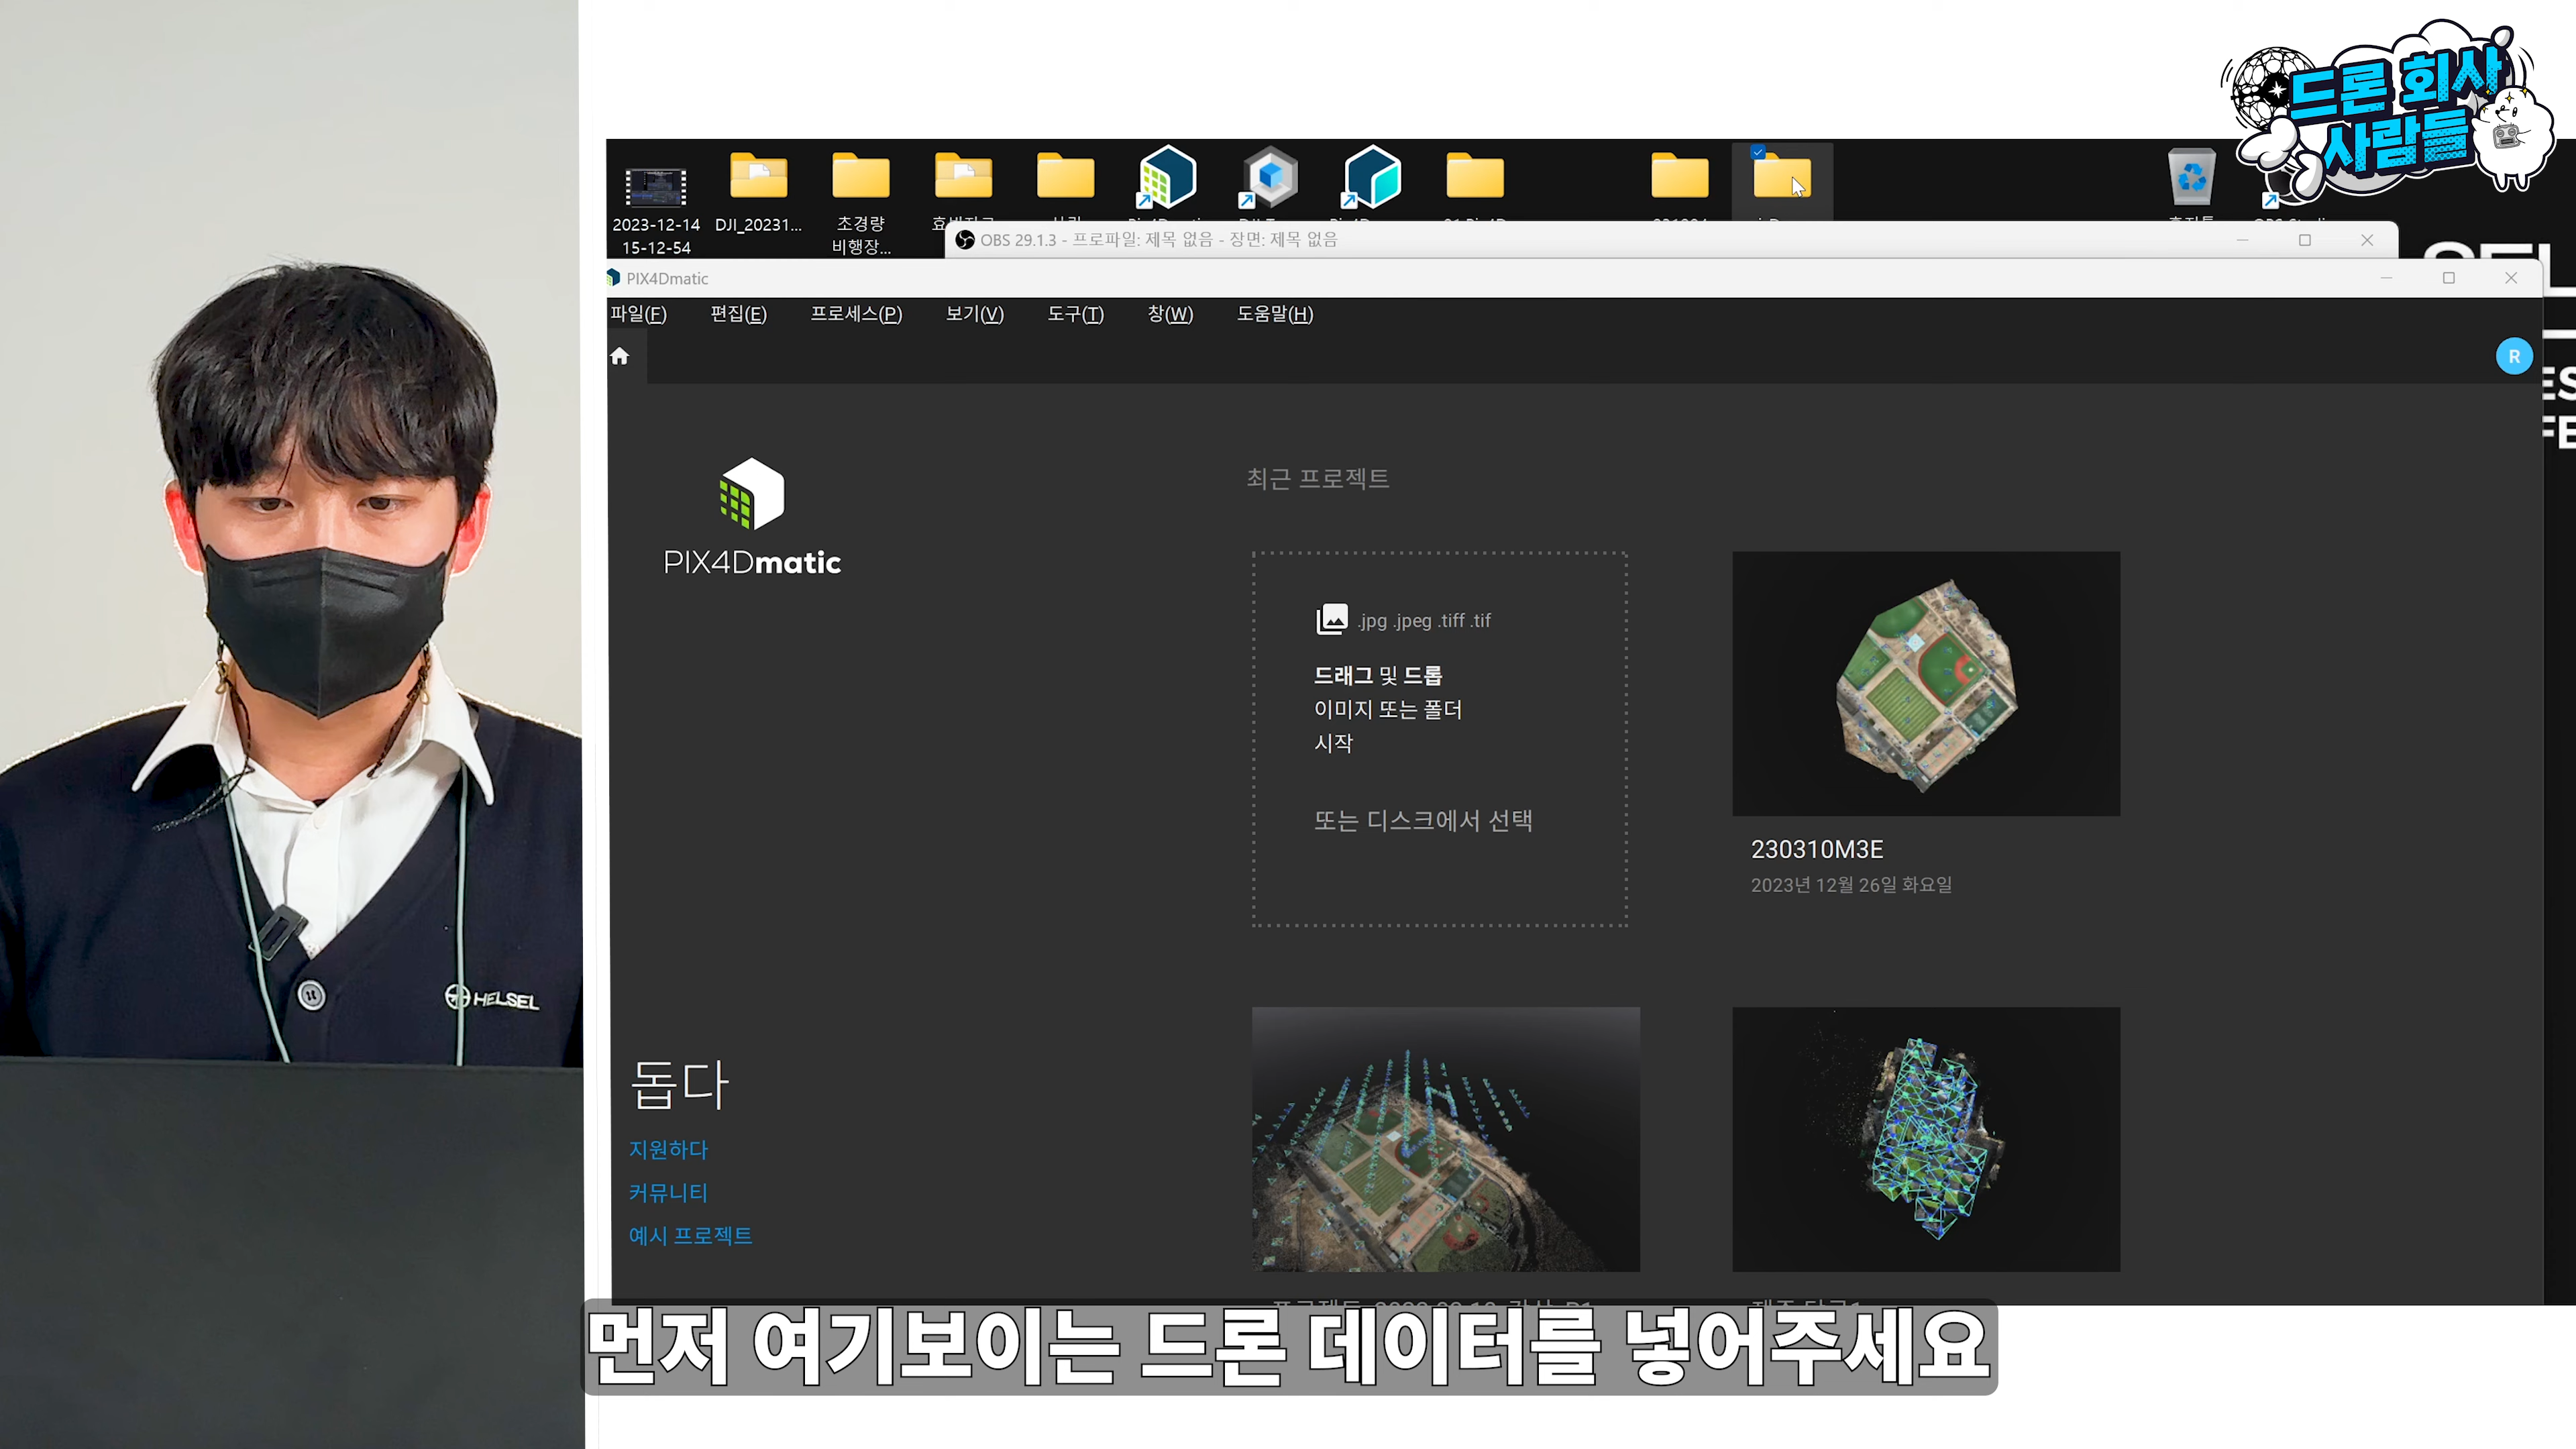 드론 회사
사람들
2023-12-14
15-12-54
DJI_20231...
초경량
비행장...
OBS 29.1.3 - 프로파일: 제목 없음 - 장면: 제목 없음
PIX4Dmatic
파일(F) 편집(E) 프로세스(P) 보기(V) 도구(T) 창(W) 도움말(H)
R
PIX4Dmatic
최근 프로젝트
.jpg .jpeg .tiff .tif
드래그 및 드롭
이미지 또는 폴더
시작
또는 디스크에서 선택
230310M3E
2023년 12월 26일 화요일
HELSEL
돕다
지원하다
커뮤니티
예시 프로젝트
먼저 여기보이는 드론 데이터를 넣어주세요